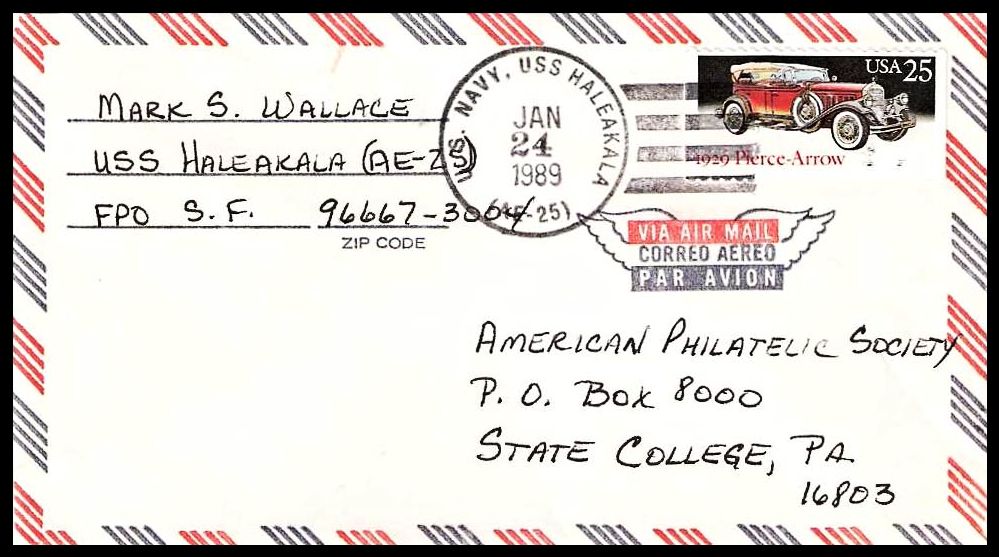 MARK S. WALLACE
USS HALEAKALA (AE-25)
FPO S.F. 96667-3004
ZIP CODE
U.S. NAVY, USS HALEAKALA
JAN
24
1989
(AE-25)
USA 25
1929 Pierce-Arrow
VIA AIR MAIL
CORREO AEREO
PAR AVION
AMERICAN PHILATELIC SOCIETY
P. O. BOX 8000
STATE COLLEGE, PA
16803